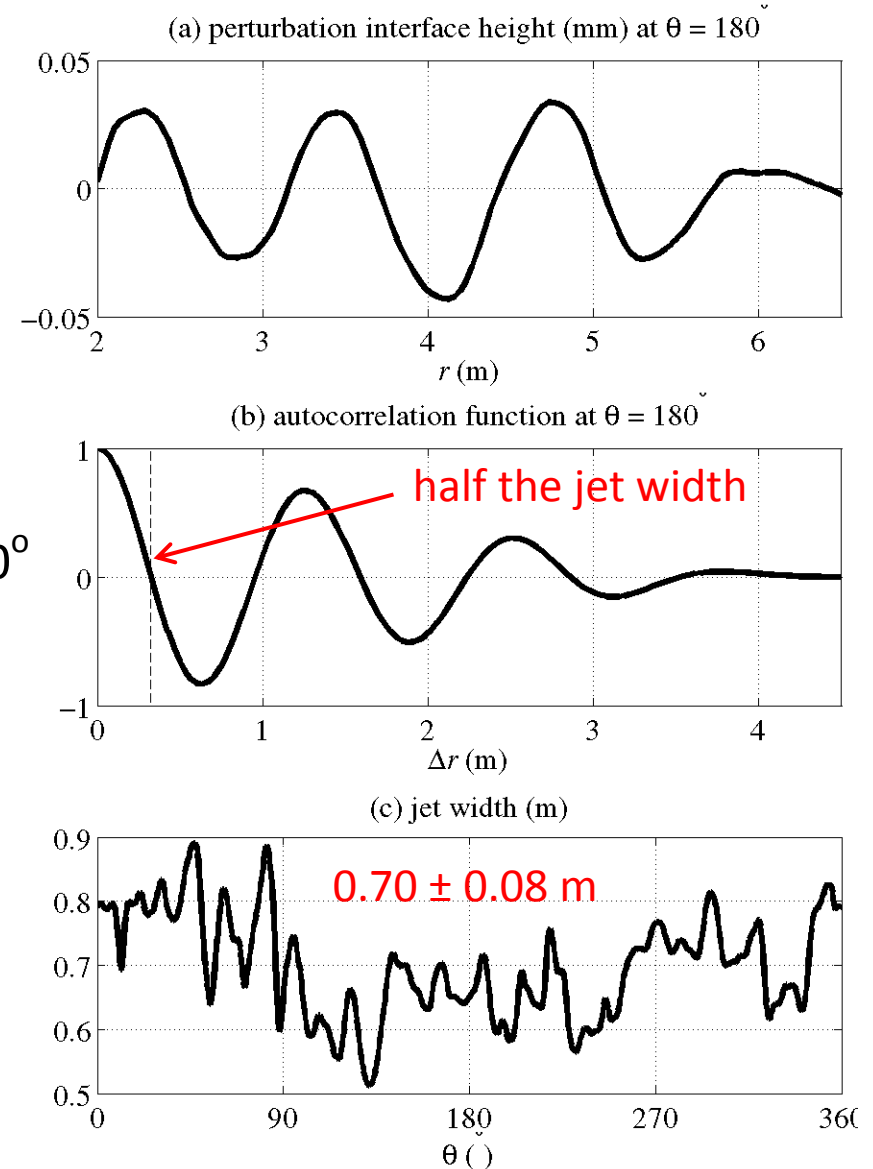 (a) perturbation interface height (mm) at θ = 180˘
0.05
0
−0.05
2 3 4 5 6
r (m)
(b) autocorrelation function at θ = 180˘
1
half the jet width
0°
0
−1
0 1 2 3 4
Δr (m)
(c) jet width (m)
0.9
0.70 ± 0.08 m
0.8
0.7
0.6
0.5
0 90 180 270 360
θ (˘)